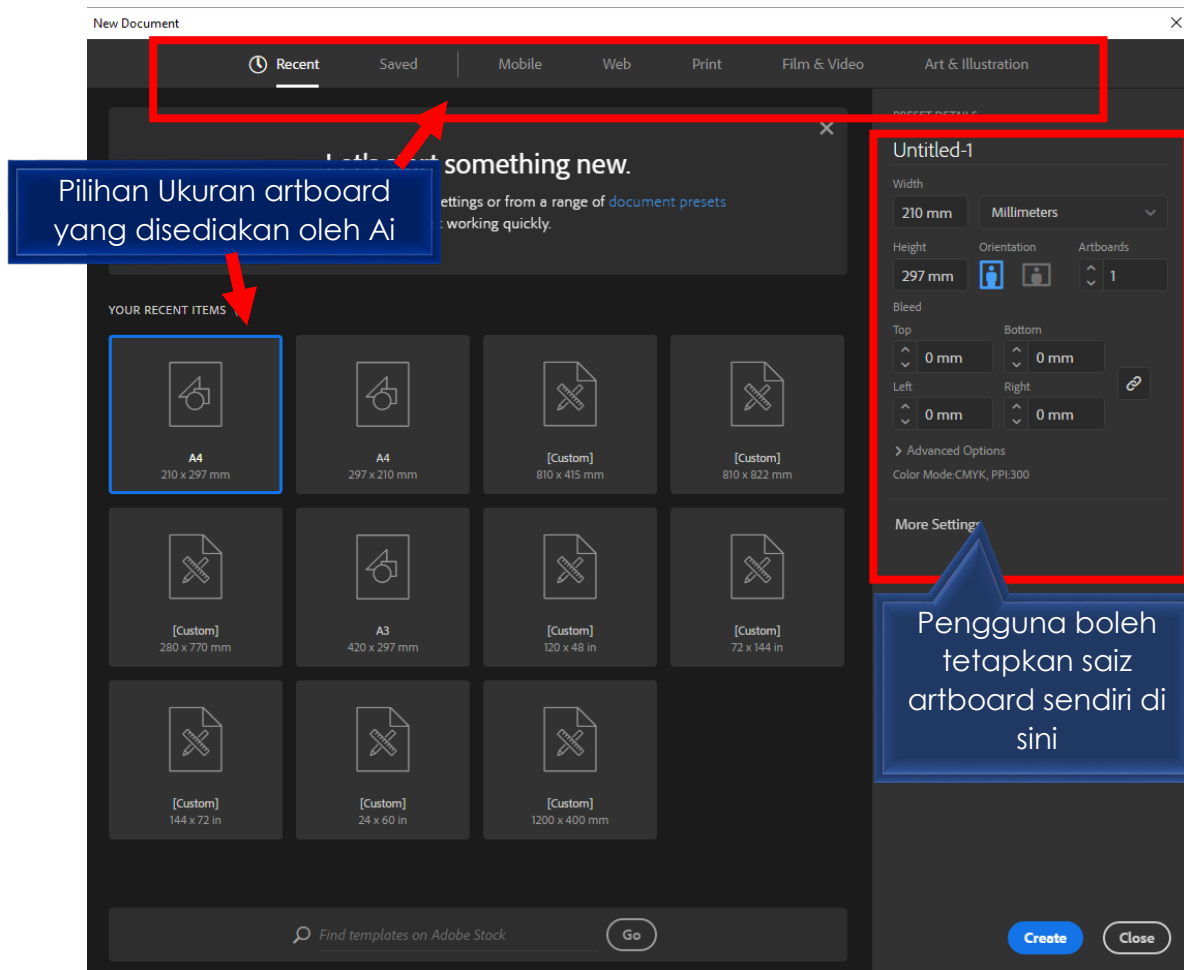 New Document
Recent Saved Mobile Web Print Film & Video Art & Illustration
something new.
ettings or from a range of document presets
working quickly.
Pilihan Ukuran artboard
yang disediakan oleh Ai
YOUR RECENT ITEMS
A4
210 x 297 mm
A4
297 x 210 mm
[Custom]
810 x 415 mm
[Custom]
810 x 822 mm
[Custom]
280 x 770 mm
A3
420 x 297 mm
[Custom]
120 x 48 in
[Custom]
72 x 144 in
[Custom]
144 x 72 in
[Custom]
24 x 60 in
[Custom]
1200 x 400 mm
Find templates on Adobe Stock Go
PRESET DETAILS
Untitled-1
Width
210 mm Millimeters
Height Orientation Artboards
297 mm 1
Bleed
Top Bottom
0 mm 0 mm
Left Right
0 mm 0 mm
Advanced Options
Color Mode:CMYK, PPI:300
More Settings
Pengguna boleh
tetapkan saiz
artboard sendiri di
sini
Create Close